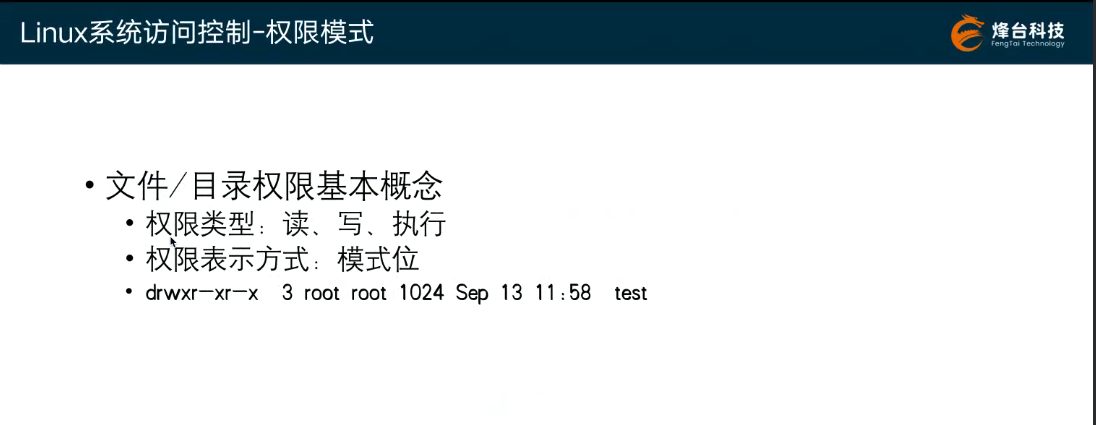 Linux系统访问控制-权限模式
烽台科技
FengTai Technology
• 文件/目录权限基本概念
• 权限类型：读、写、执行
• 权限表示方式：模式位
• drwxr-xr-x 3 root root 1024 Sep 13 11:58 test